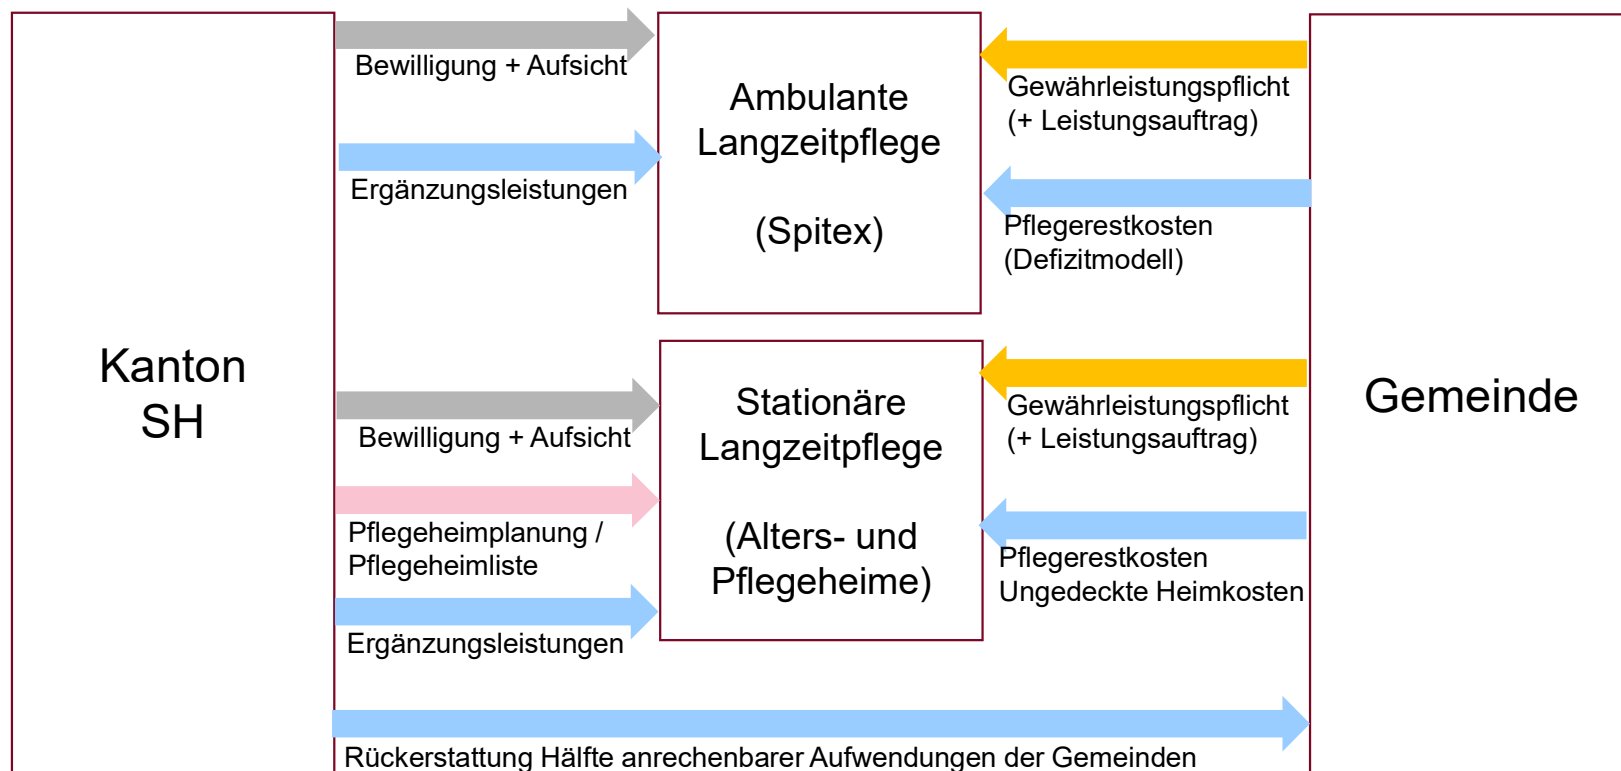 Kanton
SH
Bewilligung + Aufsicht
Ergänzungsleistungen
Ambulante
Langzeitpflege
(Spitex)
Gewährleistungspflicht
(+ Leistungsauftrag)
Pflegerestkosten
(Defizitmodell)
Bewilligung + Aufsicht
Pflegeheimplanung /
Pflegeheimliste
Ergänzungsleistungen
Stationäre
Langzeitpflege
(Alters- und
Pflegeheime)
Gewährleistungspflicht
(+ Leistungsauftrag)
Pflegerestkosten
Ungedeckte Heimkosten
Gemeinde
Rückerstattung Hälfte anrechenbarer Aufwendungen der Gemeinden